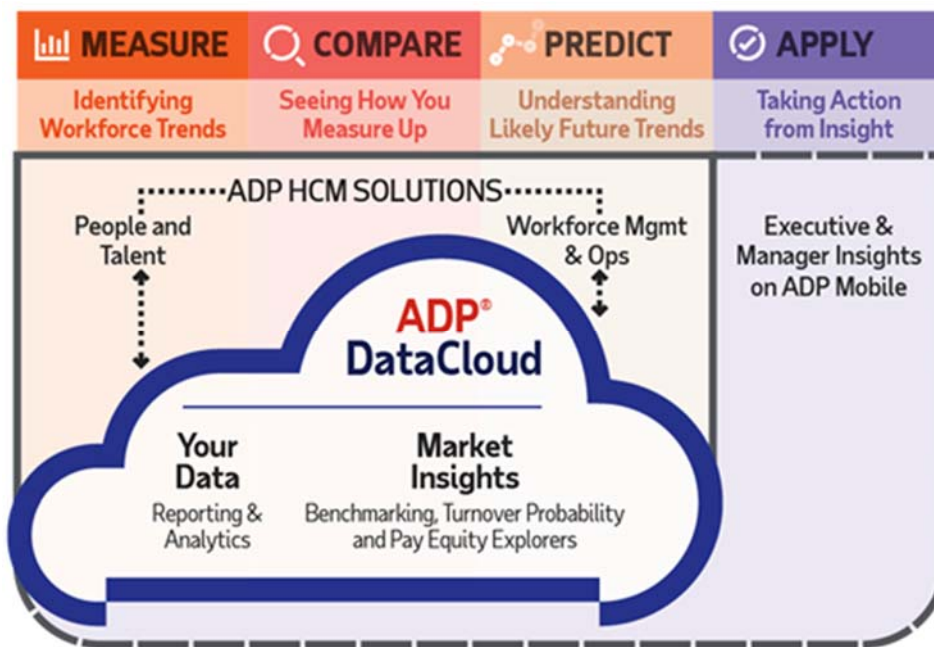 MEASURE
COMPARE
PREDICT
APPLY
Identifying
Workforce Trends
Seeing How You
Measure Up
Understanding
Likely Future Trends
Taking Action
from Insight
ADP HCM SOLUTIONS
People and
Talent
Workforce Mgmt
& Ops
Executive &
Manager Insights
on ADP Mobile
ADP®
DataCloud
Your
Data
Reporting &
Analytics
Market
Insights
Benchmarking, Turnover Probability
and Pay Equity Explorers